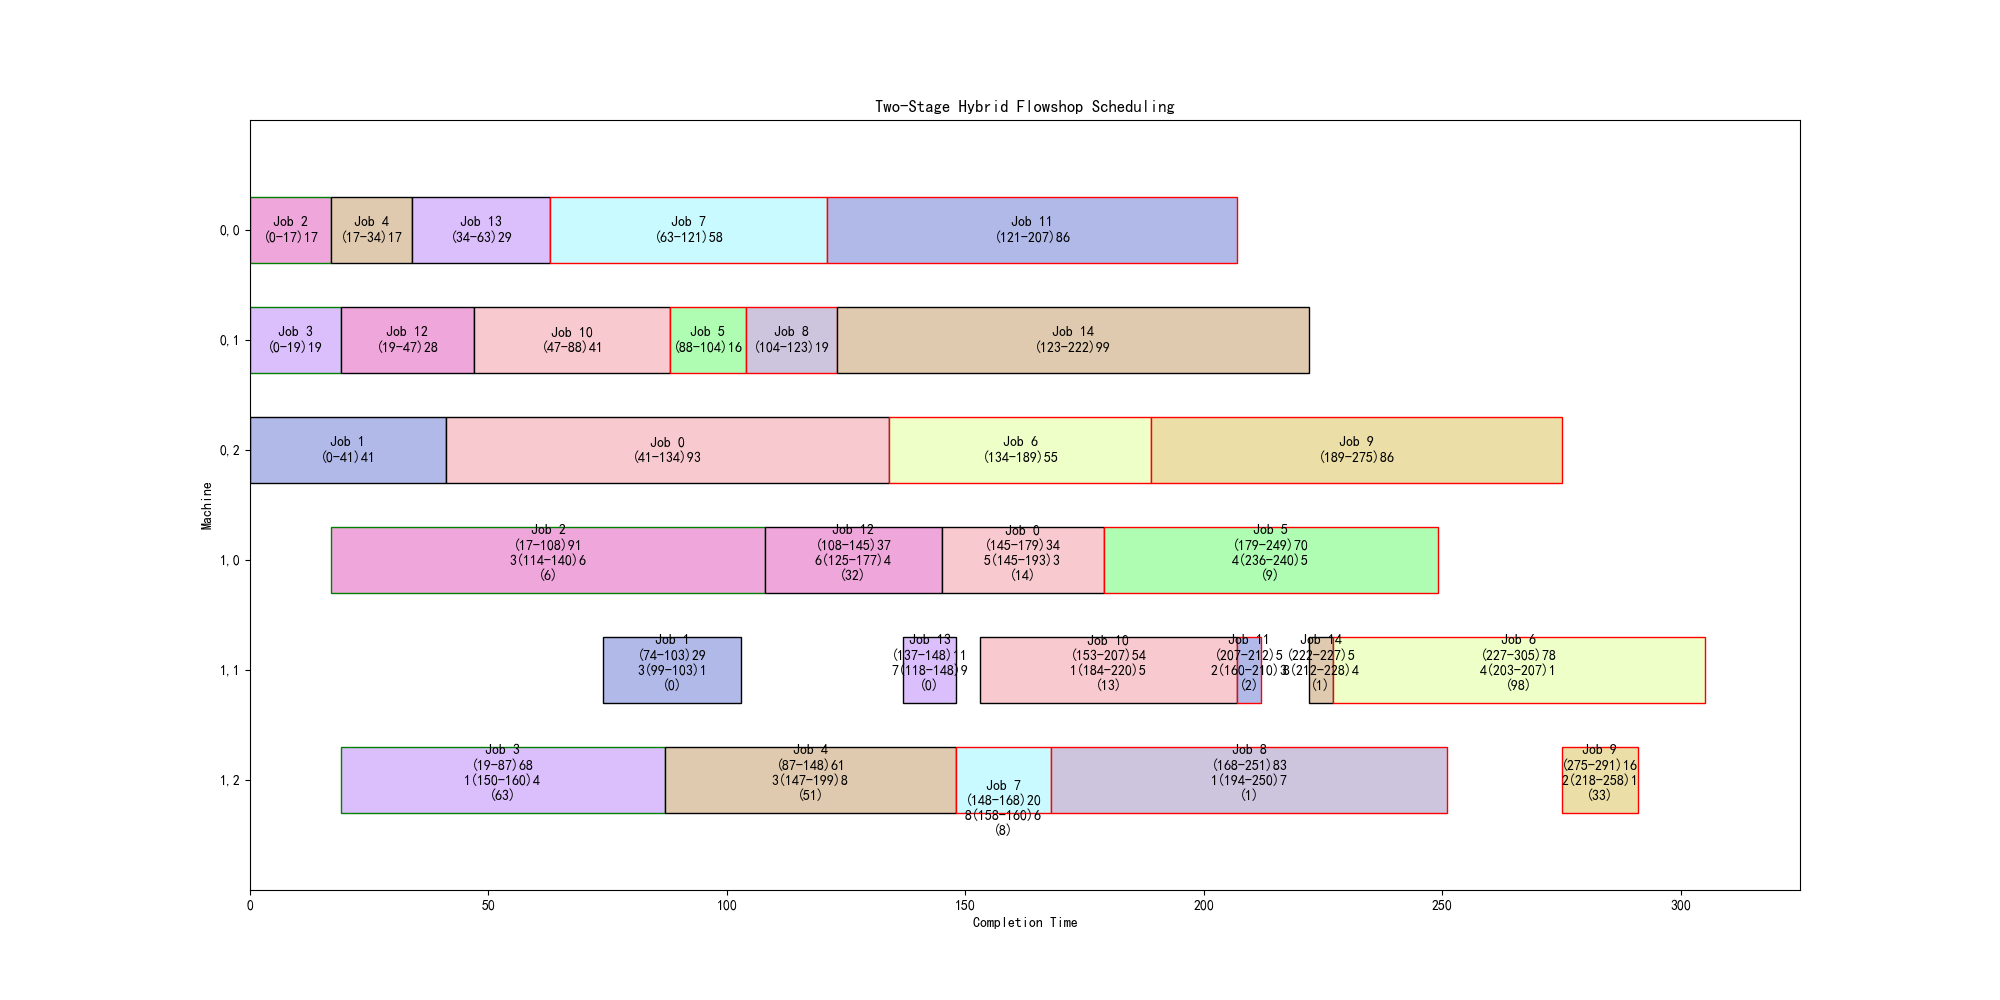 Two-Stage Hybrid Flowshop Scheduling
0,0
Job 2
(0-17)17
Job 4
(17-34)17
Job 13
(34-63)29
Job 7
(63-121)58
Job 11
(121-207)86
0,1
Job 3
(0-19)19
Job 12
(19-47)28
Job 10
(47-88)41
Job 5
(88-104)16
Job 8
(104-123)19
Job 14
(123-222)99
0,2
Job 1
(0-41)41
Job 0
(41-134)93
Job 6
(134-189)55
Job 9
(189-275)86
Machine
1,0
Job 2
(17-108)91
3(114-140)6
(6)
Job 12
(108-145)37
6(125-177)4
(32)
Job 0
(145-179)34
5(145-193)3
(14)
Job 5
(179-249)70
4(236-240)5
(9)
1,1
Job 1
(74-103)29
3(99-103)1
(0)
Job 13
(137-148)11
7(118-148)9
(0)
Job 10
(153-207)54
1(184-220)5
(13)
Job 11
(207-212)5
2(160-210)3
(2)
Job 14
(222-227)5
8(212-228)4
(1)
Job 6
(227-305)78
4(203-207)1
(98)
1,2
Job 3
(19-87)68
1(150-160)4
(63)
Job 4
(87-148)61
3(147-199)8
(51)
Job 7
(148-168)20
8(158-160)6
(8)
Job 8
(168-251)83
1(194-250)7
(1)
Job 9
(275-291)16
2(218-258)1
(33)
0 50 100 150 200 250 300
Completion Time